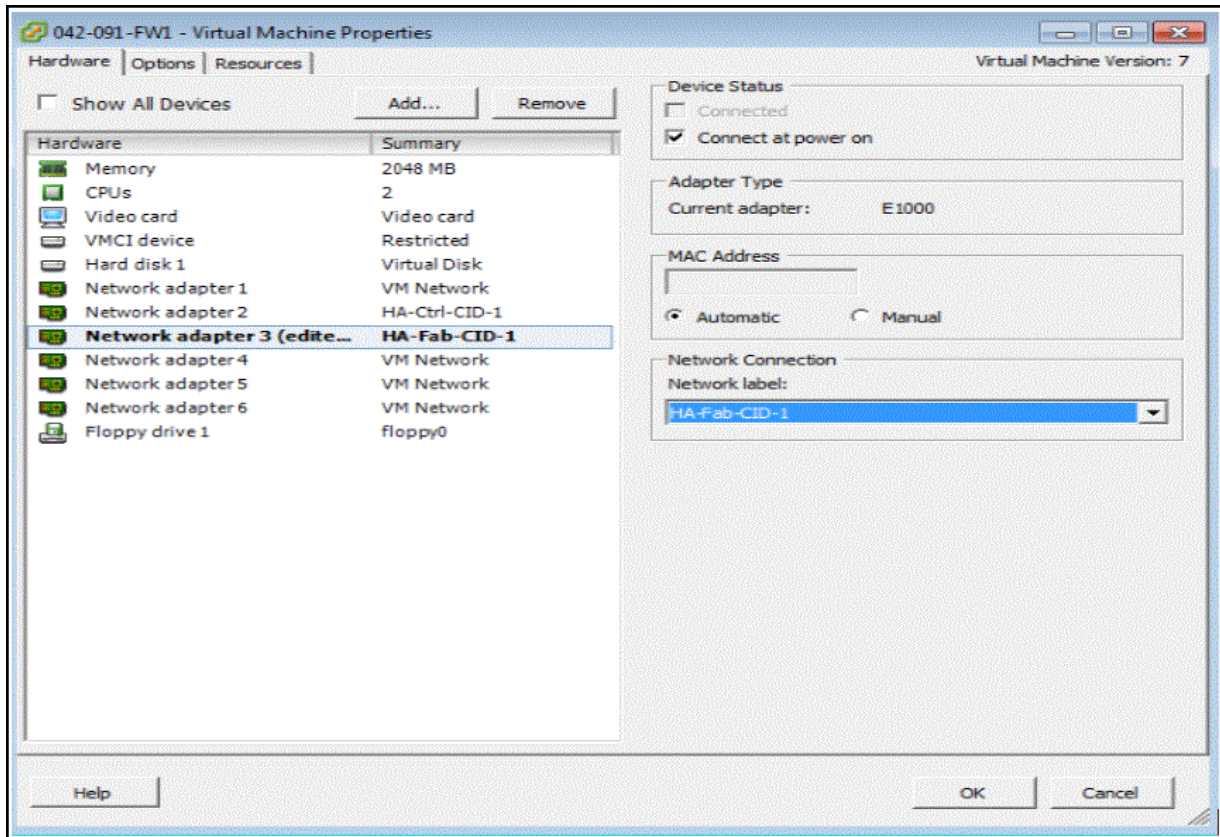 042-091-FW1 - Virtual Machine Properties
Hardware Options Resources
Virtual Machine Version: 7
Show All Devices
Add...
Remove
Hardware Summary
Memory 2048 MB
CPUs 2
Video card Video card
VMCI device Restricted
Hard disk 1 Virtual Disk
Network adapter 1 VM Network
Network adapter 2 HA-Ctrl-CID-1
Network adapter 3 (edite... HA-Fab-CID-1
Network adapter 4 VM Network
Network adapter 5 VM Network
Network adapter 6 VM Network
Floppy drive 1 floppy0
Device Status
Connected
Connect at power on
Adapter Type
Current adapter: E1000
MAC Address
Automatic Manual
Network Connection
Network label:
HA-Fab-CID-1
Help
OK
Cancel